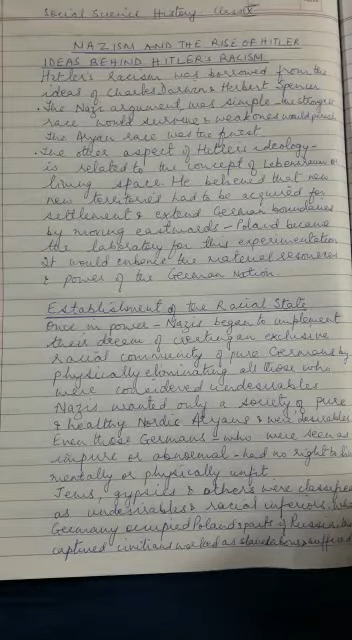 Social Science History Class X
NAZISM AND THE RISE OF HITLER
IDEAS BEHIND HITLER'S RACISM
Hitler's racism was borrowed from the
ideas of Charles Darwin & Herbert Spencer
. The Nazi argument was simple - the strongest
race would survive & weak ones would perish
The Aryan race was the purest
. The other aspect of Hitler's ideology -
is related to the concept of Lebensraum or
living space. He believed that new
new territories had to be acquired for
settlement & extend German boundaries
by moving eastwards - Poland became
the laboratory for this experimentation
It would enhance the material resources
& power of the German Nation
Establishment of the Racial State
Once in power - Nazis began to implement
their dream of creating an exclusive
racial community of pure Germans by
physically eliminating all those who
were considered undesirables
Nazis wanted only a society of pure
& healthy Nordic Aryans & were desirables
Even those Germans - who were seen as
impure or abnormal - had no right to li
mentally or physically unfit
Jews, gypsies & others were classified
as undesirables & racial inferiors.
Germany occupied Poland & parts of Russia
captured civilians worked as slave labour & suffered